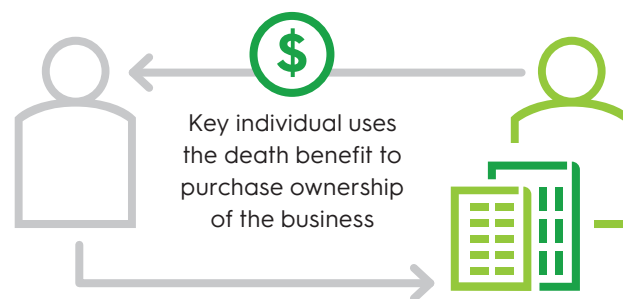 $
Key individual uses
the death benefit to
purchase ownership
of the business